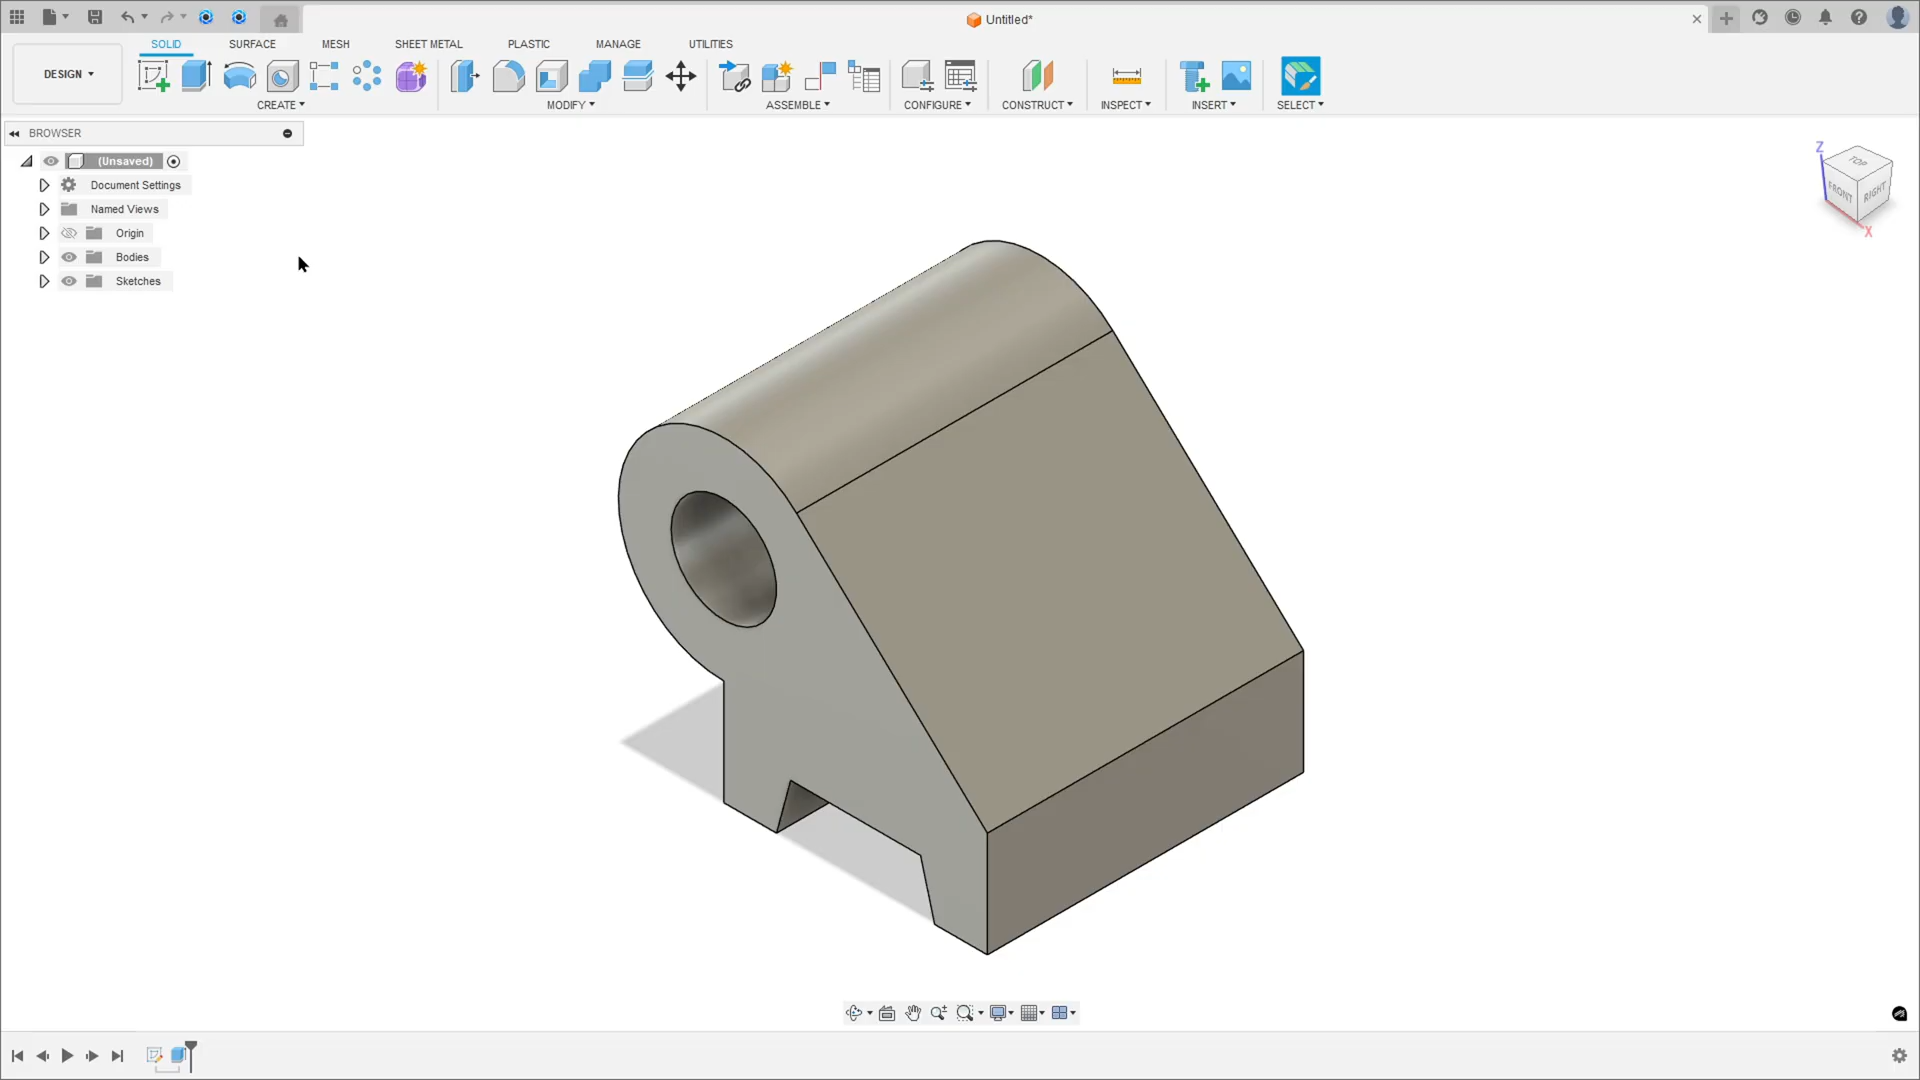 Untitled*
DESIGN
SOLID SURFACE MESH SHEET METAL PLASTIC MANAGE UTILITIES
CREATE MODIFY ASSEMBLE CONFIGURE CONSTRUCT INSPECT INSERT SELECT
BROWSER
(Unsaved)
Document Settings
Named Views
Origin
Bodies
Sketches
Z
TOP
FRONT RIGHT
X